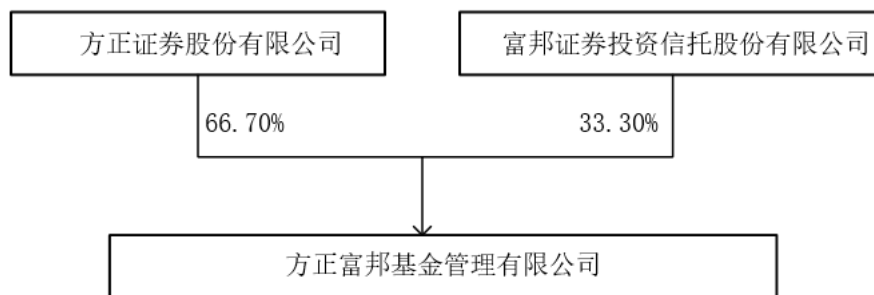 方正证券股份有限公司
富邦证券投资信托股份有限公司
66.70%
33.30%
方正富邦基金管理有限公司